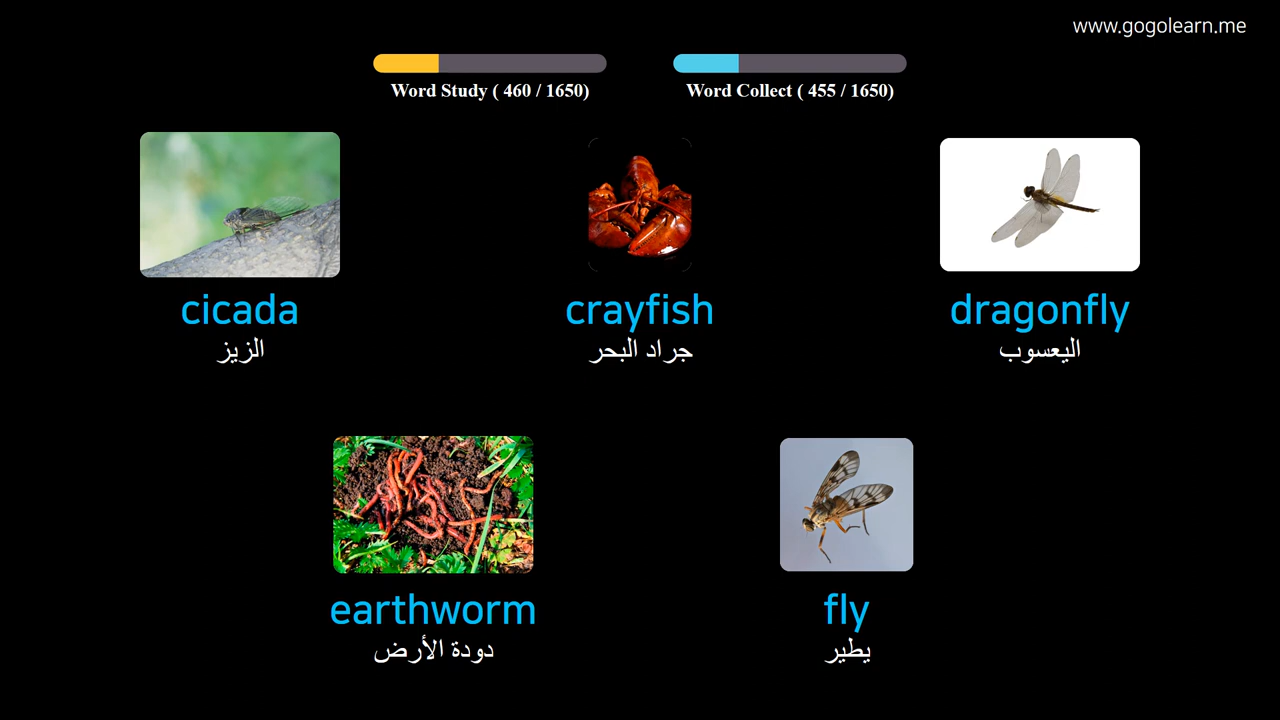 www.gogolearn.me
Word Study ( 460 / 1650)
Word Collect ( 455 / 1650)
cicada
الزيز
crayfish
جراد البحر
dragonfly
اليعسوب
earthworm
دودة الأرض
fly
يطير